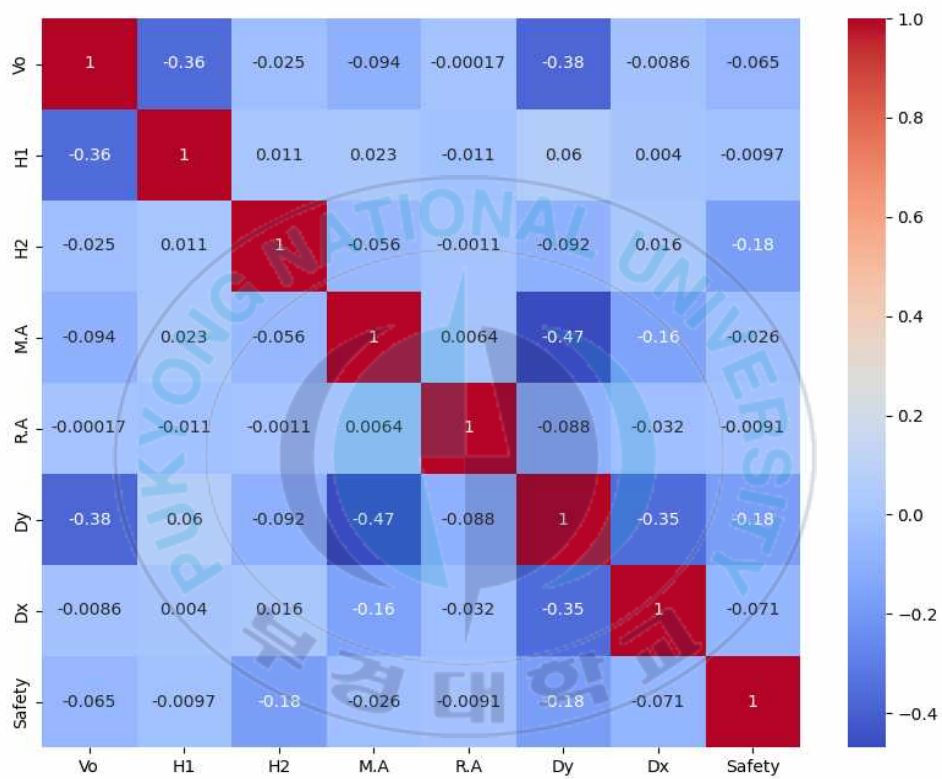 Vo 1 -0.36 -0.025 -0.094 -0.00017 -0.38 -0.0086 -0.065
H1 -0.36 1 0.011 0.023 -0.011 0.06 0.004 -0.0097
H2 -0.025 0.011 1 -0.056 -0.0011 -0.092 0.016 -0.18
M.A -0.094 0.023 -0.056 1 0.0064 -0.47 -0.16 -0.026
R.A -0.00017 -0.011 -0.0011 0.0064 1 -0.088 -0.032 -0.0091
Dy -0.38 0.06 -0.092 -0.47 -0.088 1 -0.35 -0.18
Dx -0.0086 0.004 0.016 -0.16 -0.032 -0.35 1 -0.071
Safety -0.065 -0.0097 -0.18 -0.026 -0.0091 -0.18 -0.071 1
Vo H1 H2 M.A R.A Dy Dx Safety
1.0
0.8
0.6
0.4
0.2
0.0
−0.2
−0.4
PUKYONG NATIONAL UNIVERSITY
부경대학교